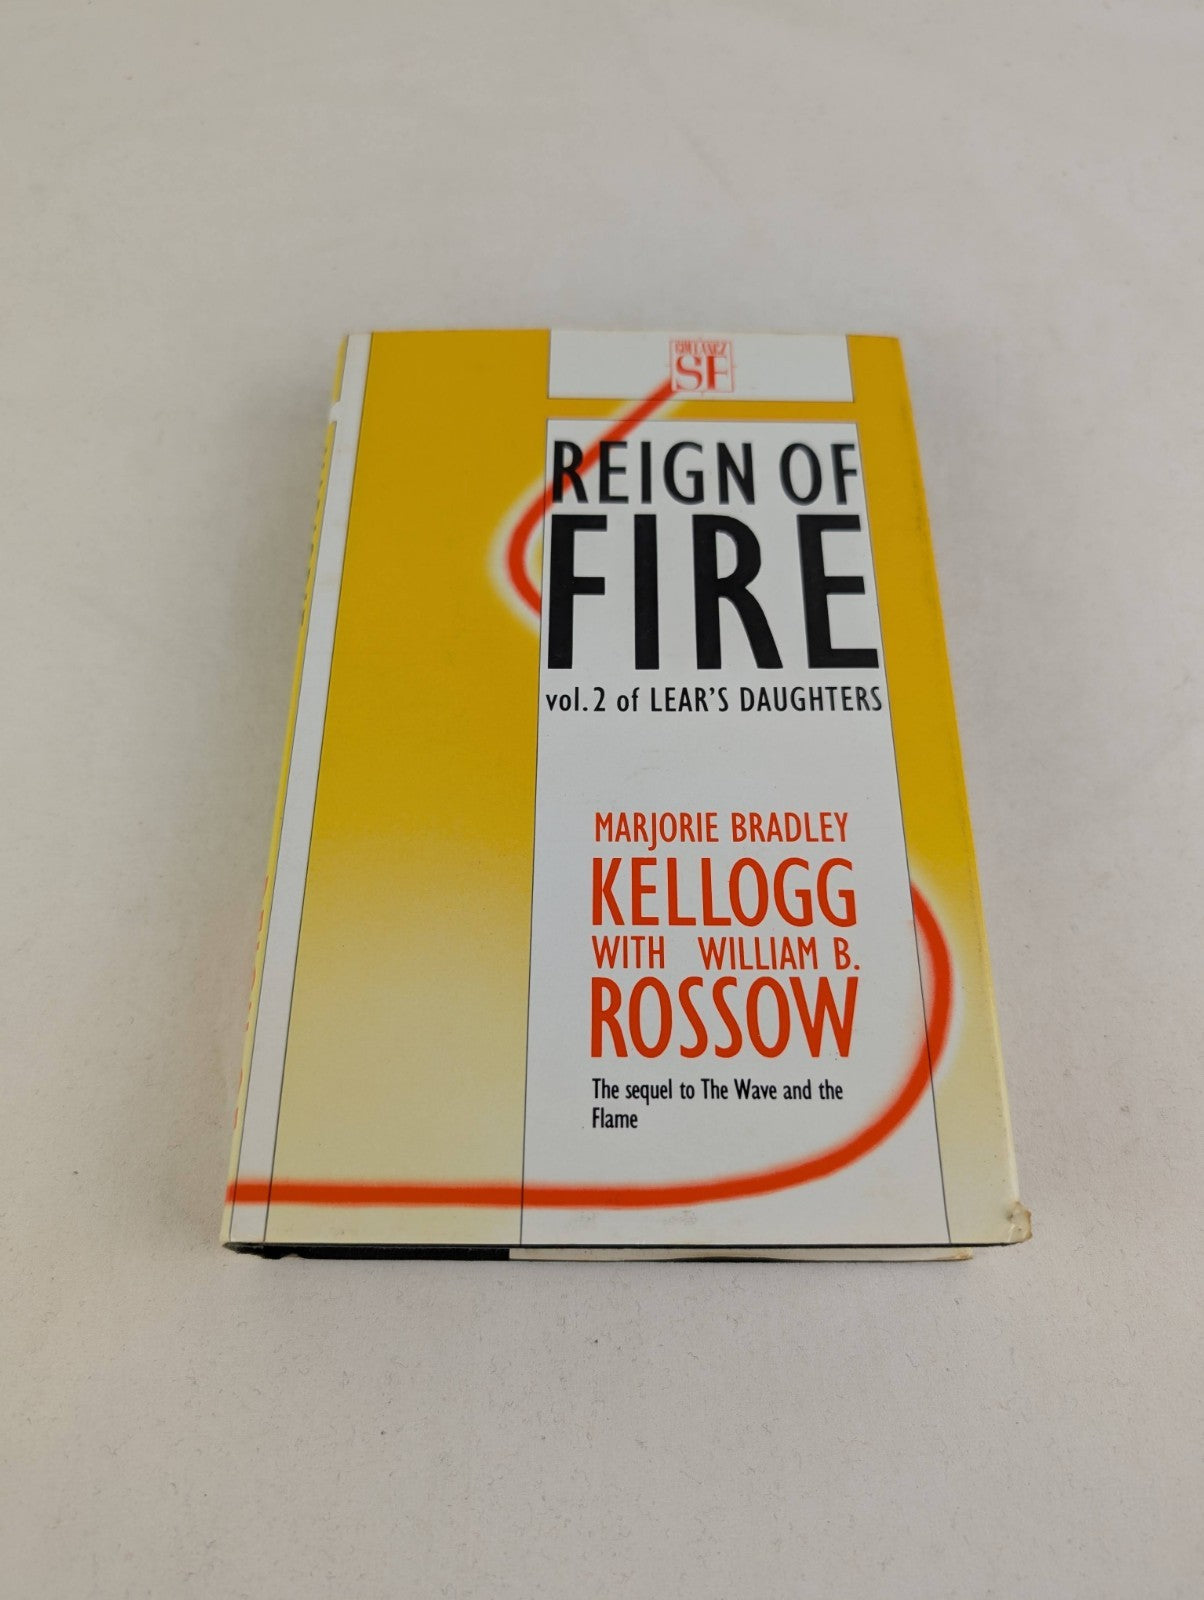 GOLLANCZ
SF
REIGN OF
FIRE
vol.2 of LEAR'S DAUGHTERS
MARJORIE BRADLEY
KELLOGG
WITH WILLIAM B.
ROSSOW
The sequel to The Wave and the
Flame